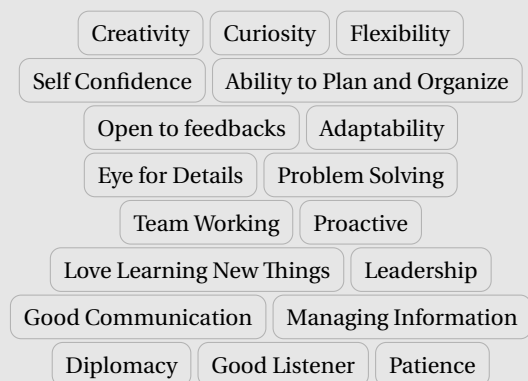 Creativity Curiosity Flexibility
Self Confidence Ability to Plan and Organize
Open to feedbacks Adaptability
Eye for Details Problem Solving
Team Working Proactive
Love Learning New Things Leadership
Good Communication Managing Information
Diplomacy Good Listener Patience